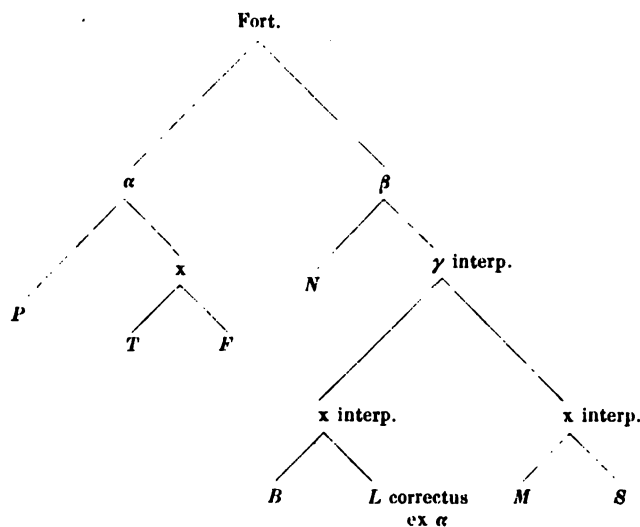 Fort.
α β
x N γ interp.
P
T F
x interp. x interp.
B L correctus M S
ex α